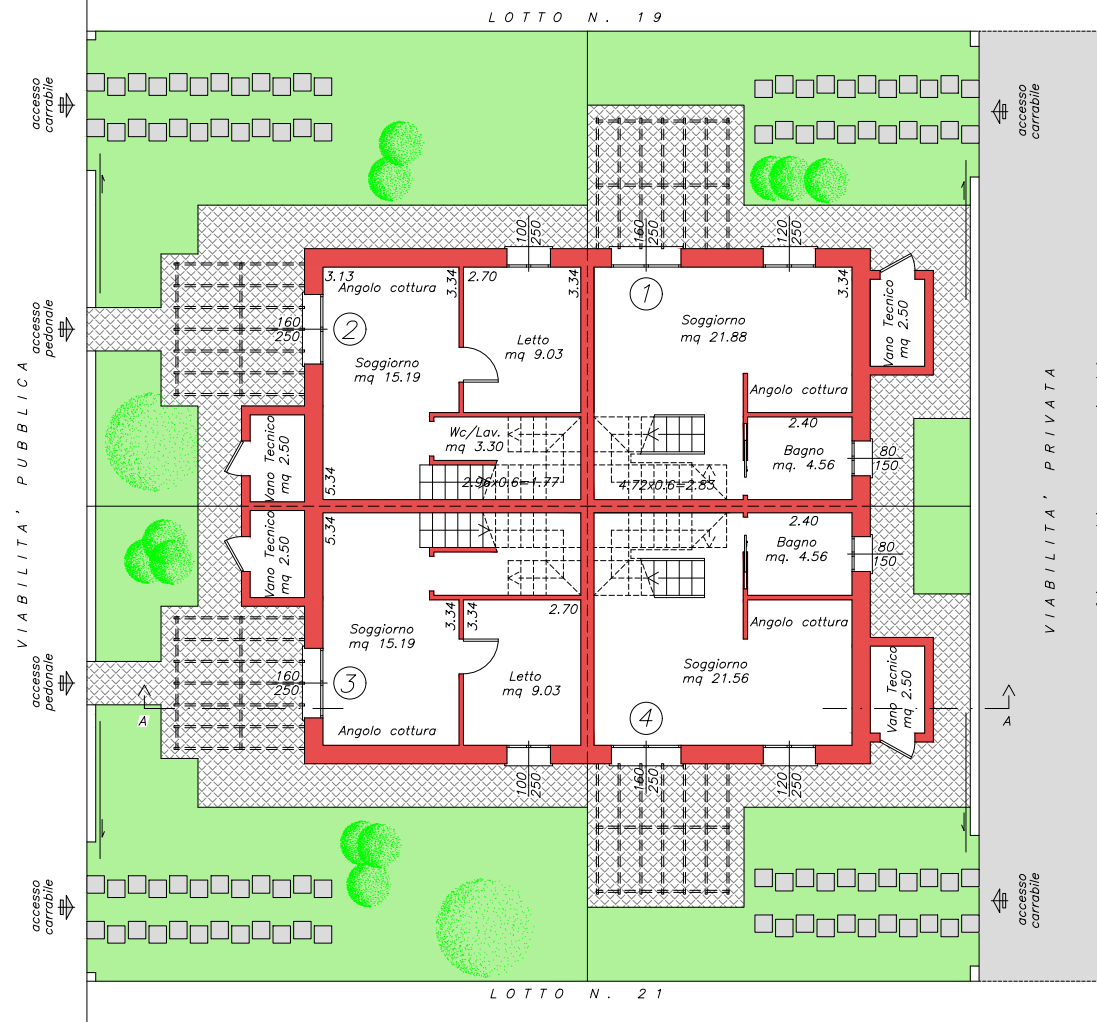 LOTTO N. 19
accesso
carrabile
accesso
carrabile
100
250
160
250
120
250
3.13
Angolo cottura
3.34
2.70
3.34
3.34
1
2
Vano Tecnico
mq 2.50
accesso
pedonale
160
250
Soggiorno
mq 15.19
Letto
mq 9.03
Soggiorno
mq 21.88
Angolo cottura
2.40
Wc/Lav.
mq 3.30
Bagno
mq. 4.56
80
150
Vano Tecnico
mq 2.50
5.34
2.96x0.6=1.77
4.72x0.6=2.83
VIABILITA' PUBBLICA
VIABILITA' PRIVATA
Vano Tecnico
mq 2.50
5.34
2.40
Bagno
mq. 4.56
80
150
3.34
3.34
2.70
Angolo cottura
Soggiorno
mq 15.19
Letto
mq 9.03
Soggiorno
mq 21.56
Vano Tecnico
mq 2.50
accesso
pedonale
160
250
3
4
A
A
Angolo cottura
100
250
160
250
120
250
accesso
carrabile
accesso
carrabile
LOTTO N. 21